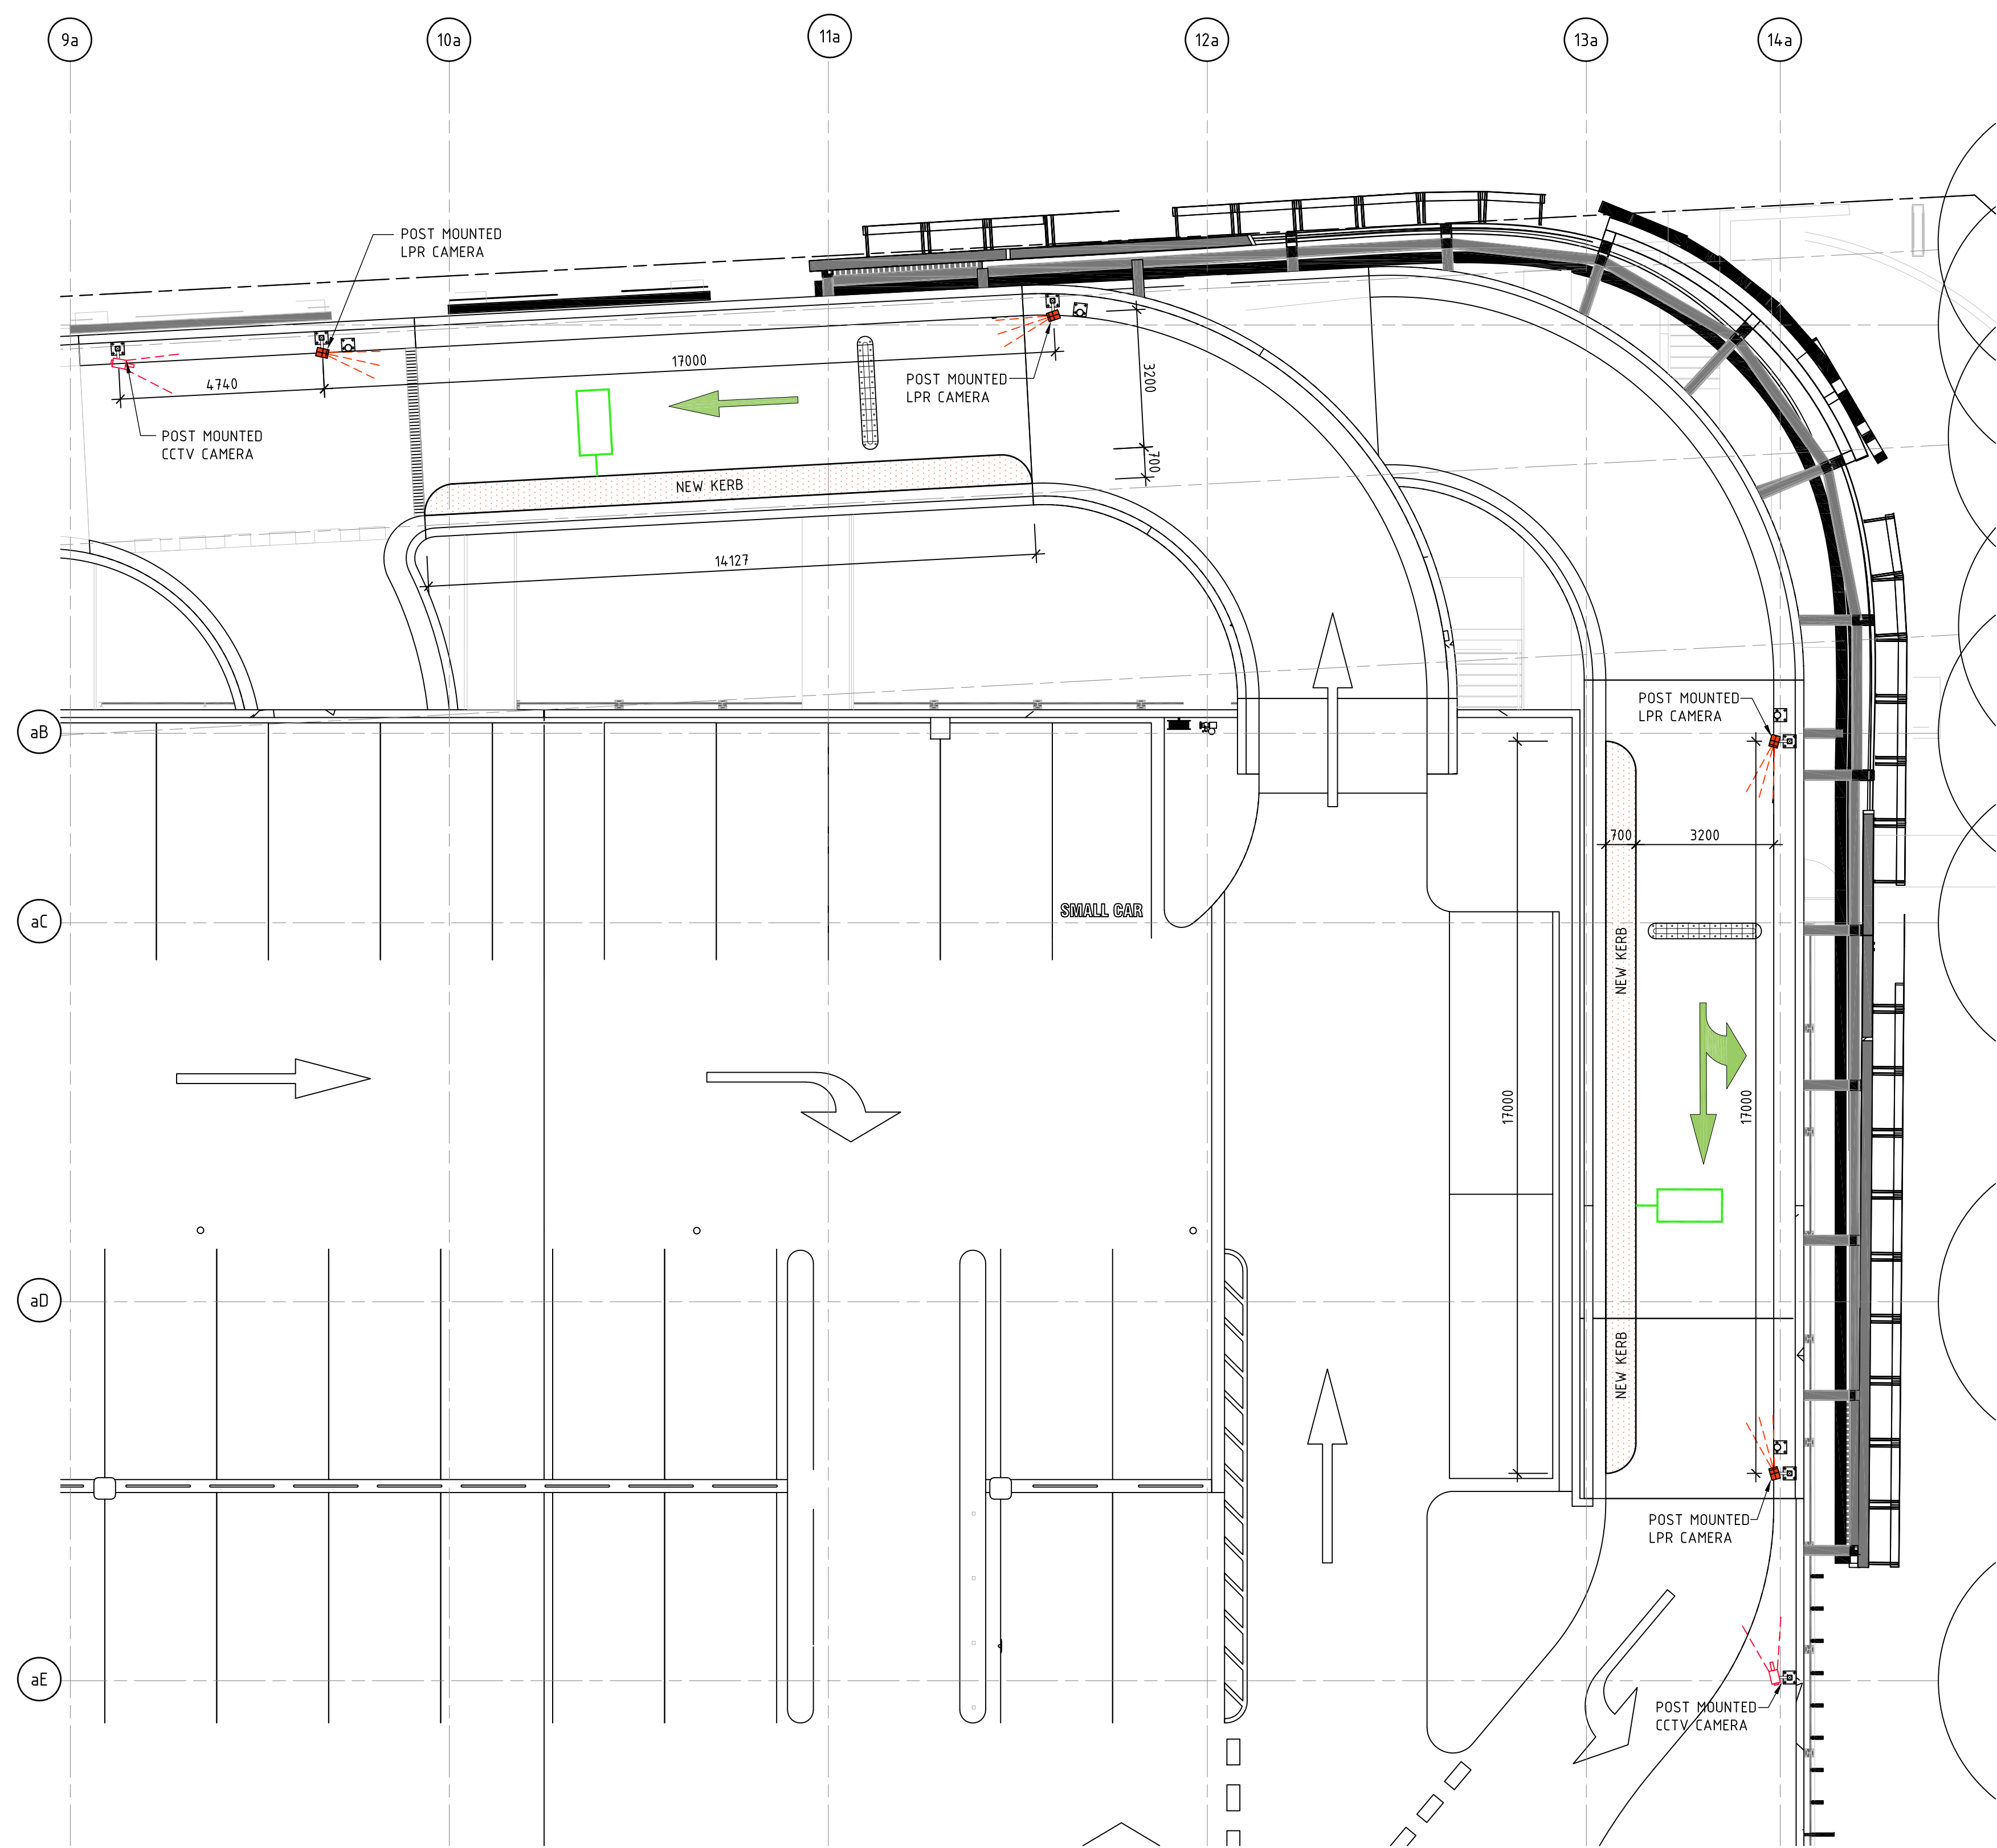 9a
10a
11a
12a
13a
14a
POST MOUNTED
LPR CAMERA
17000
4740
POST MOUNTED
LPR CAMERA
3200
700
POST MOUNTED
CCTV CAMERA
NEW KERB
14127
POST MOUNTED
LPR CAMERA
aB
700
3200
SMALL CAR
aC
NEW KERB
17000
17000
aD
NEW KERB
POST MOUNTED
LPR CAMERA
aE
POST MOUNTED
CCTV CAMERA